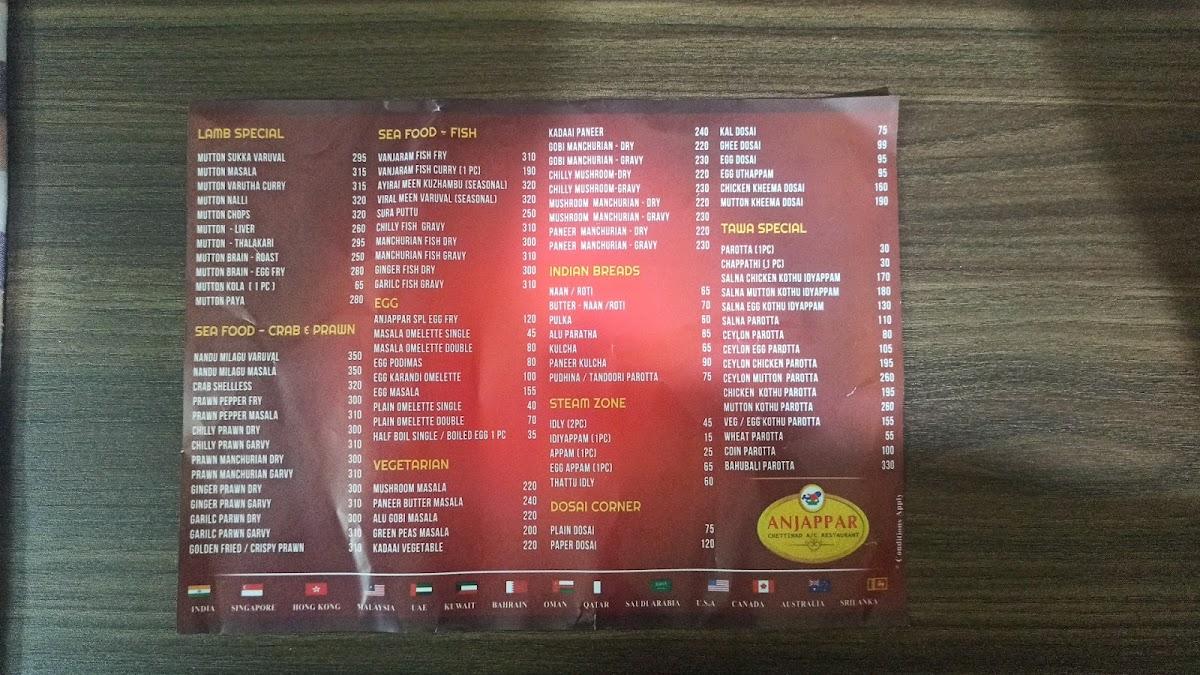 LAMB SPECIAL
MUTTON SUKKA VARUVAL 295
MUTTON MASALA 315
MUTTON VARUTHA CURRY 315
MUTTON NALLI 320
MUTTON CHOPS 320
MUTTON - LIVER 260
MUTTON - THALAKARI 295
MUTTON BRAIN - ROAST 250
MUTTON BRAIN - EGG FRY 280
MUTTON KOLA ( 1 PC ) 65
MUTTON PAYA 280
SEA FOOD - CRAB & PRAWN
NANDU MILAGU VARUVAL 350
NANDU MILAGU MASALA 350
CRAB SHELLLESS 320
PRAWN PEPPER FRY 300
PRAWN PEPPER MASALA 310
CHILLY PRAWN DRY 300
CHILLY PRAWN GARVY 310
PRAWN MANCHURIAN DRY 300
PRAWN MANCHURIAN GARVY 310
GINGER PRAWN DRY 300
GINGER PRAWN GARVY 310
GARILC PARWN DRY 300
GARILC PARWN GARVY 310
GOLDEN FRIED / CRISPY PRAWN 310
SEA FOOD - FISH
VANJARAM FISH FRY 310
VANJARAM FISH CURRY (1 PC) 190
AYIRAI MEEN KUZHAMBU (SEASONAL) 320
VIRAL MEEN VARUVAL (SEASONAL) 320
SURA PUTTU 250
CHILLY FISH GRAVY 310
MANCHURIAN FISH DRY 300
MANCHURIAN FISH GRAVY 310
GINGER FISH DRY 300
GARILC FISH GRAVY 310
EGG
ANJAPPAR SPL EGG FRY 120
MASALA OMELETTE SINGLE 45
MASALA OMELETTE DOUBLE 80
EGG PODIMAS 80
EGG KARANDI OMELETTE 100
EGG MASALA 155
PLAIN OMELETTE SINGLE 40
PLAIN OMELETTE DOUBLE 70
HALF BOIL SINGLE / BOILED EGG 1 PC 35
VEGETARIAN
MUSHROOM MASALA 220
PANEER BUTTER MASALA 240
ALU GOBI MASALA 220
GREEN PEAS MASALA 200
KADAAI VEGETABLE 220
KADAAI PANEER 240
GOBI MANCHURIAN - DRY 220
GOBI MANCHURIAN - GRAVY 230
CHILLY MUSHROOM-DRY 220
CHILLY MUSHROOM-GRAVY 230
MUSHROOM MANCHURIAN - DRY 220
MUSHROOM MANCHURIAN - GRAVY 230
PANEER MANCHURIAN - DRY 220
PANEER MANCHURIAN - GRAVY 230
INDIAN BREADS
NAAN / ROTI 65
BUTTER - NAAN /ROTI 70
PULKA 60
ALU PARATHA 85
KULCHA 65
PANEER KULCHA 90
PUDHINA / TANDOORI PAROTTA 75
STEAM ZONE
IDLY (2PC) 45
IDIYAPPAM (1PC) 15
APPAM (1PC) 25
EGG APPAM (1PC) 65
THATTU IDLY 60
DOSAI CORNER
PLAIN DOSAI 75
PAPER DOSAI 120
KAL DOSAI 75
GHEE DOSAI 99
EGG DOSAI 95
EGG UTHAPPAM 95
CHICKEN KHEEMA DOSAI 160
MUTTON KHEEMA DOSAI 190
TAWA SPECIAL
PAROTTA (1PC) 30
CHAPPATHI (1 PC) 30
SALNA CHICKEN KOTHU IDYAPPAM 170
SALNA MUTTON KOTHU IDYAPPAM 180
SALNA EGG KOTHU IDYAPPAM 130
SALNA PAROTTA 110
CEYLON PAROTTA 80
CEYLON EGG PAROTTA 105
CEYLON CHICKEN PAROTTA 195
CEYLON MUTTON PAROTTA 260
CHICKEN KOTHU PAROTTA 195
MUTTON KOTHU PAROTTA 260
VEG / EGG KOTHU PAROTTA 155
WHEAT PAROTTA 55
COIN PAROTTA 100
BAHUBALI PAROTTA 330
ANJAPPAR
CHETTINAD A/C RESTAURANT
Conditions Apply
INDIA SINGAPORE HONG KONG MALAYSIA UAE KUWAIT BAHRAIN OMAN QATAR SAUDI ARABIA U.S.A CANADA AUSTRALIA SRILANKA